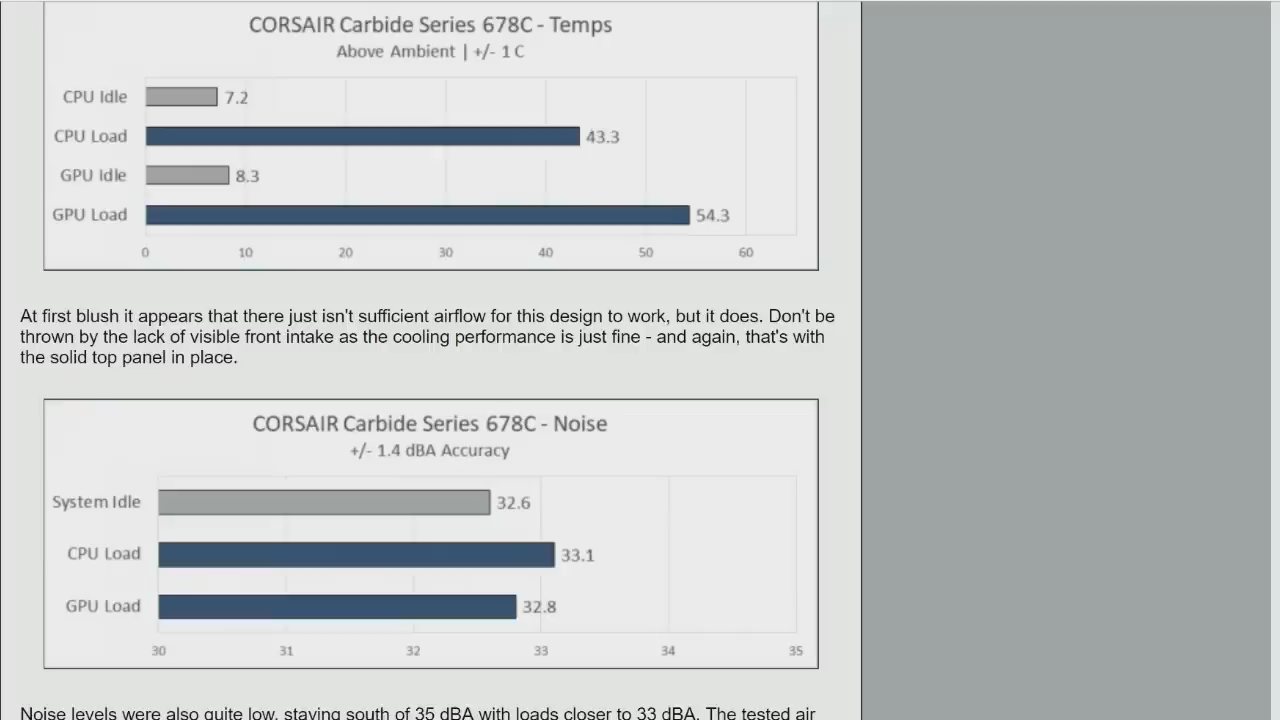 CORSAIR Carbide Series 678C - Temps
Above Ambient | +/- 1 C
CPU Idle 7.2
CPU Load 43.3
GPU Idle 8.3
GPU Load 54.3
0 10 20 30 40 50 60
At first blush it appears that there just isn't sufficient airflow for this design to work, but it does. Don't be
thrown by the lack of visible front intake as the cooling performance is just fine - and again, that's with
the solid top panel in place.
CORSAIR Carbide Series 678C - Noise
+/- 1.4 dBA Accuracy
System Idle 32.6
CPU Load 33.1
GPU Load 32.8
30 31 32 33 34 35
Noise levels were also quite low, staying south of 35 dBA with loads closer to 33 dBA. The tested air